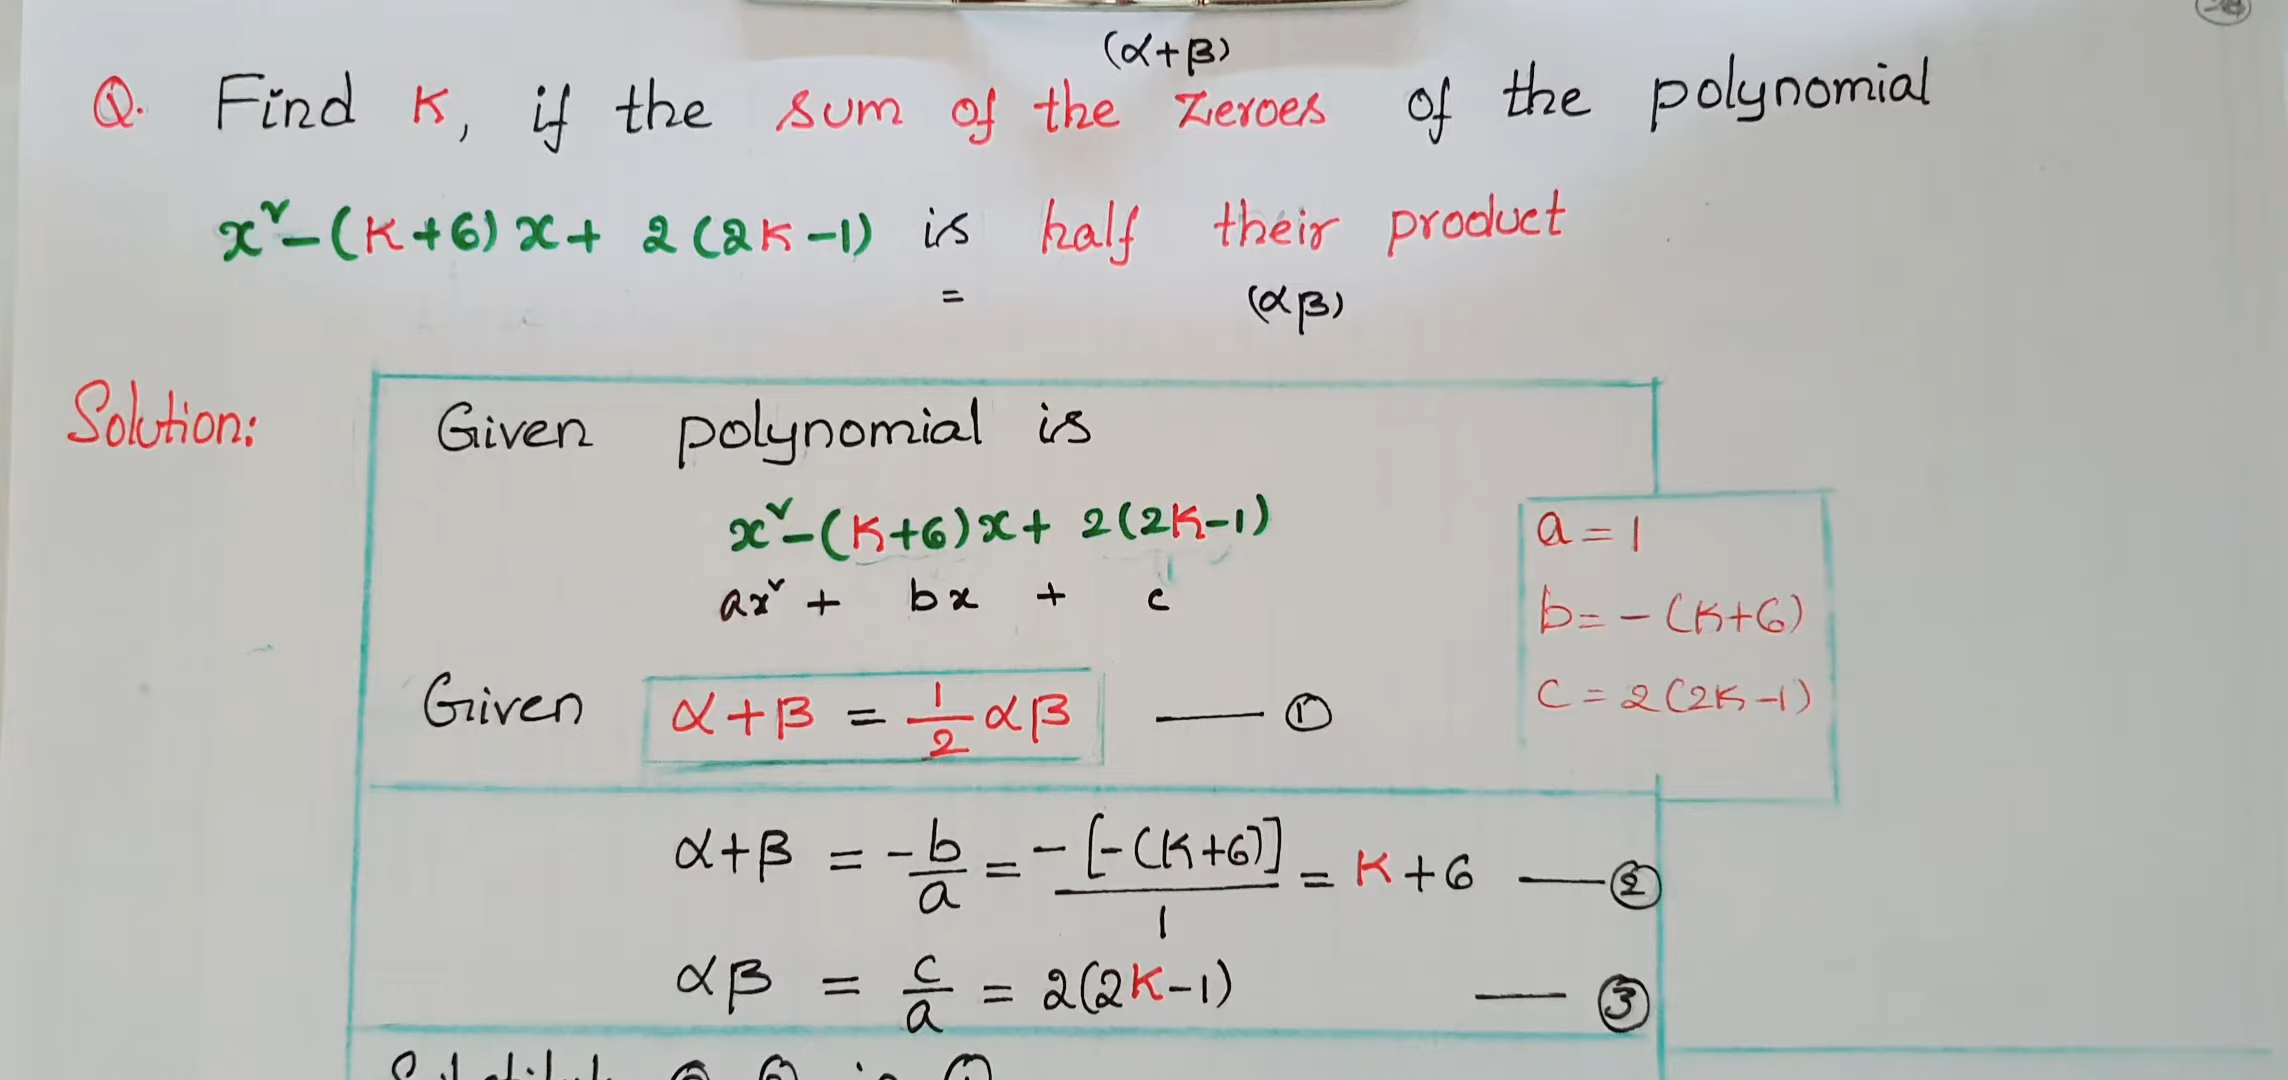 (α+β)
Q. Find K, if the sum of the zeroes of the polynomial
x² – (K+6)x + 2(2K–1) is half their product
= (αβ)
Solution:
Given polynomial is
x² – (K+6)x + 2(2K–1)
ax² + bx + c
a = 1
b = – (K+6)
c = 2(2K–1)
Given α+β = 1/2 αβ —— ①
α+β = –b/a = –[–(K+6)]/1 = K+6 —— ②
αβ = c/a = 2(2K–1) —— ③